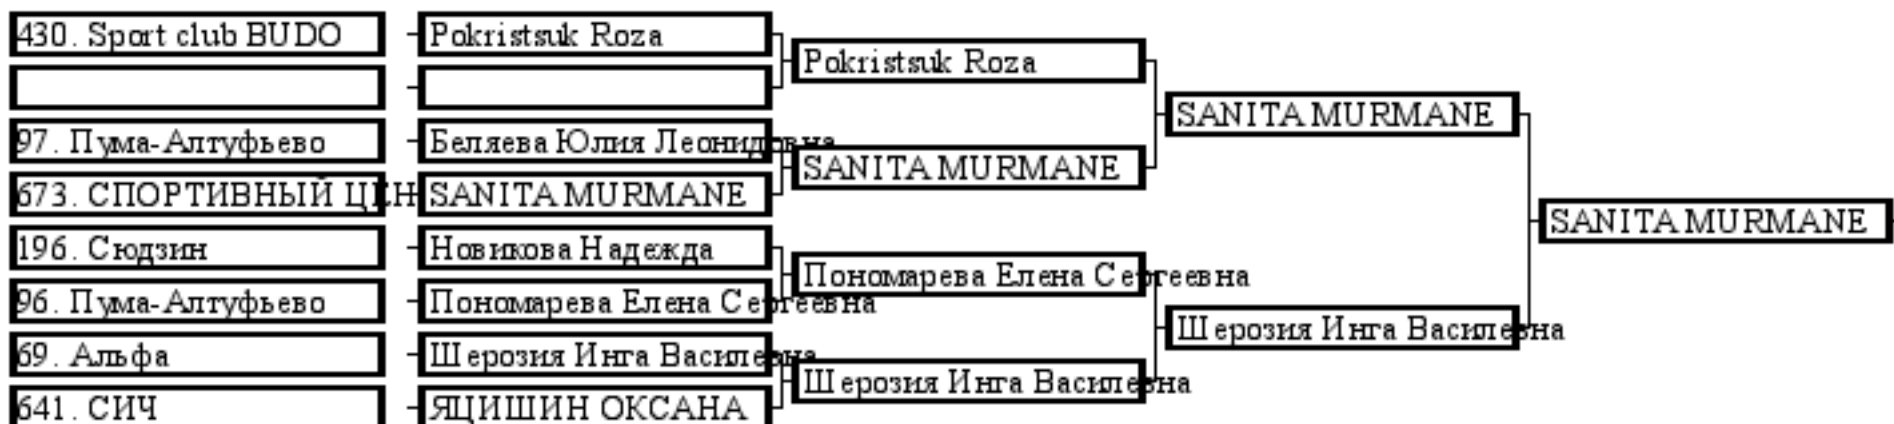 430. Sport club BUDO
Pokristsuk Roza
Pokristsuk Roza
97. Пума-Алтуфьево
Беляева Юлия Леонидовна
SANITA MURMANE
SANITA MURMANE
673. СПОРТИВНЫЙ ЦЕН
SANITA MURMANE
SANITA MURMANE
196. Сюдзин
Новикова Надежда
Пономарева Елена Сергеевна
96. Пума-Алтуфьево
Пономарева Елена Сергеевна
Шерозия Инга Василевна
69. Альфа
Шерозия Инга Василевна
Шерозия Инга Василевна
641. СИЧ
ЯЦИШИН ОКСАНА